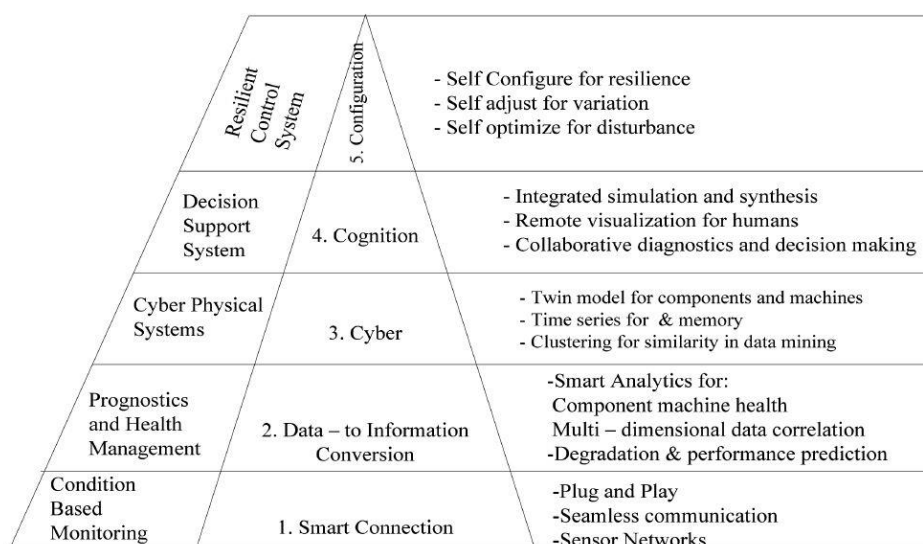 Resilient
Control
System
5. Configuration
- Self Configure for resilience
- Self adjust for variation
- Self optimize for disturbance
Decision
Support
System
4. Cognition
- Integrated simulation and synthesis
- Remote visualization for humans
- Collaborative diagnostics and decision making
Cyber Physical
Systems
3. Cyber
- Twin model for components and machines
- Time series for & memory
- Clustering for similarity in data mining
Prognostics
and Health
Management
2. Data – to Information
Conversion
-Smart Analytics for:
Component machine health
Multi – dimensional data correlation
-Degradation & performance prediction
Condition
Based
Monitoring
1. Smart Connection
-Plug and Play
-Seamless communication
-Sensor Networks